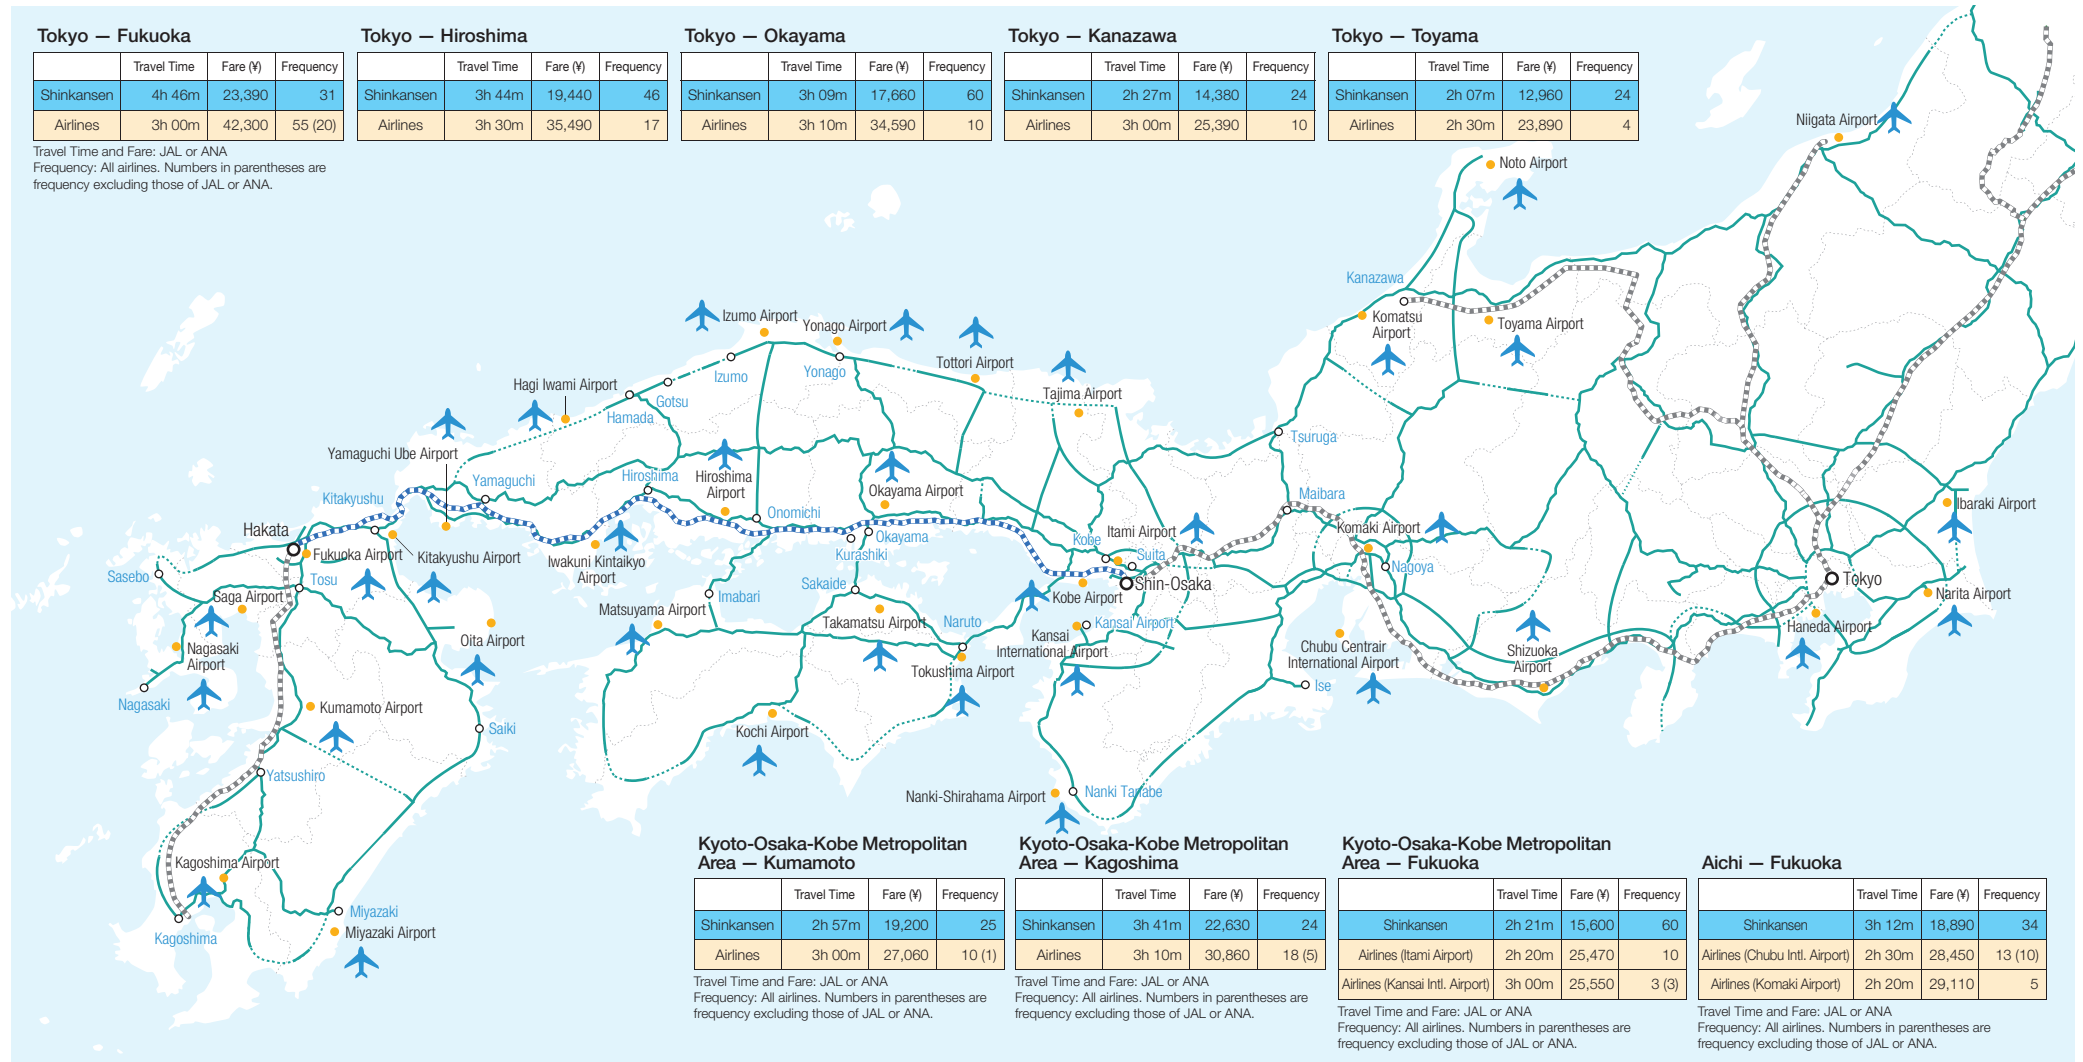 Tokyo — Fukuoka
Travel Time Fare (¥) Frequency
Shinkansen 4h 46m 23,390 31
Airlines 3h 00m 42,300 55 (20)
Travel Time and Fare: JAL or ANA
Frequency: All airlines. Numbers in parentheses are
frequency excluding those of JAL or ANA.
Tokyo — Hiroshima
Travel Time Fare (¥) Frequency
Shinkansen 3h 44m 19,440 46
Airlines 3h 30m 35,490 17
Tokyo — Okayama
Travel Time Fare (¥) Frequency
Shinkansen 3h 09m 17,660 60
Airlines 3h 10m 34,590 10
Tokyo — Kanazawa
Travel Time Fare (¥) Frequency
Shinkansen 2h 27m 14,380 24
Airlines 3h 00m 25,390 10
Tokyo — Toyama
Travel Time Fare (¥) Frequency
Shinkansen 2h 07m 12,960 24
Airlines 2h 30m 23,890 4
Niigata Airport
Noto Airport
Kanazawa
Komatsu
Airport
Toyama Airport
Izumo Airport
Yonago Airport
Tottori Airport
Tajima Airport
Izumo
Yonago
Hagi Iwami Airport
Gotsu
Hamada
Tsuruga
Yamaguchi Ube Airport
Yamaguchi
Hiroshima
Hiroshima
Airport
Okayama Airport
Kitakyushu
Onomichi
Maibara
Ibaraki Airport
Hakata
Fukuoka Airport
Kitakyushu Airport
Iwakuni Kintaikyo
Airport
Okayama
Kurashiki
Kobe
Itami Airport
Suita
Komaki Airport
Nagoya
Sasebo
Tosu
Saga Airport
Sakaide
Imabari
Shin-Osaka
Kobe Airport
Tokyo
Narita Airport
Haneda Airport
Matsuyama Airport
Takamatsu Airport
Naruto
Kansai Airport
Kansai
International Airport
Oita Airport
Nagasaki
Airport
Tokushima Airport
Chubu Centrair
International Airport
Shizuoka
Airport
Ise
Nagasaki
Kumamoto Airport
Saiki
Kochi Airport
Yatsushiro
Nanki-Shirahama Airport
Nanki Tanabe
Kagoshima Airport
Miyazaki
Kagoshima
Miyazaki Airport
Kyoto-Osaka-Kobe Metropolitan
Area — Kumamoto
Travel Time Fare (¥) Frequency
Shinkansen 2h 57m 19,200 25
Airlines 3h 00m 27,060 10 (1)
Travel Time and Fare: JAL or ANA
Frequency: All airlines. Numbers in parentheses are
frequency excluding those of JAL or ANA.
Kyoto-Osaka-Kobe Metropolitan
Area — Kagoshima
Travel Time Fare (¥) Frequency
Shinkansen 3h 41m 22,630 24
Airlines 3h 10m 30,860 18 (5)
Travel Time and Fare: JAL or ANA
Frequency: All airlines. Numbers in parentheses are
frequency excluding those of JAL or ANA.
Kyoto-Osaka-Kobe Metropolitan
Area — Fukuoka
Travel Time Fare (¥) Frequency
Shinkansen 2h 21m 15,600 60
Airlines (Itami Airport) 2h 20m 25,470 10
Airlines (Kansai Intl. Airport) 3h 00m 25,550 3 (3)
Travel Time and Fare: JAL or ANA
Frequency: All airlines. Numbers in parentheses are
frequency excluding those of JAL or ANA.
Aichi — Fukuoka
Travel Time Fare (¥) Frequency
Shinkansen 3h 12m 18,890 34
Airlines (Chubu Intl. Airport) 2h 30m 28,450 13 (10)
Airlines (Komaki Airport) 2h 20m 29,110 5
Travel Time and Fare: JAL or ANA
Frequency: All airlines. Numbers in parentheses are
frequency excluding those of JAL or ANA.